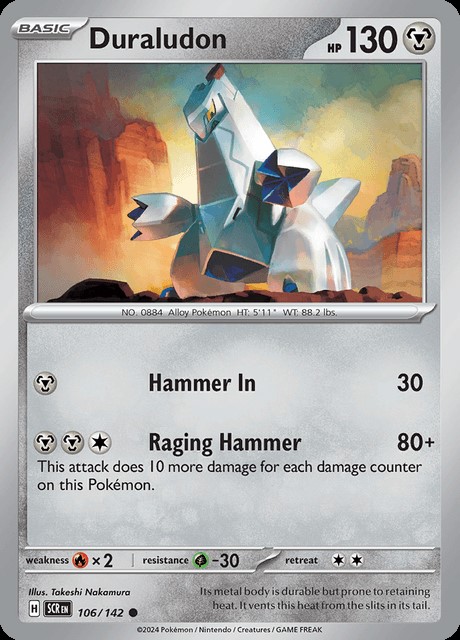 BASIC Duraludon HP 130
NO. 0884 Alloy Pokémon HT: 5'11" WT: 88.2 lbs.
Hammer In 30
Raging Hammer 80+
This attack does 10 more damage for each damage counter
on this Pokémon.
weakness ×2 resistance -30 retreat
Illus. Takeshi Nakamura
Its metal body is durable but prone to retaining
heat. It vents this heat from the slits in its tail.
H SCR EN 106/142
©2024 Pokémon / Nintendo / Creatures / GAME FREAK